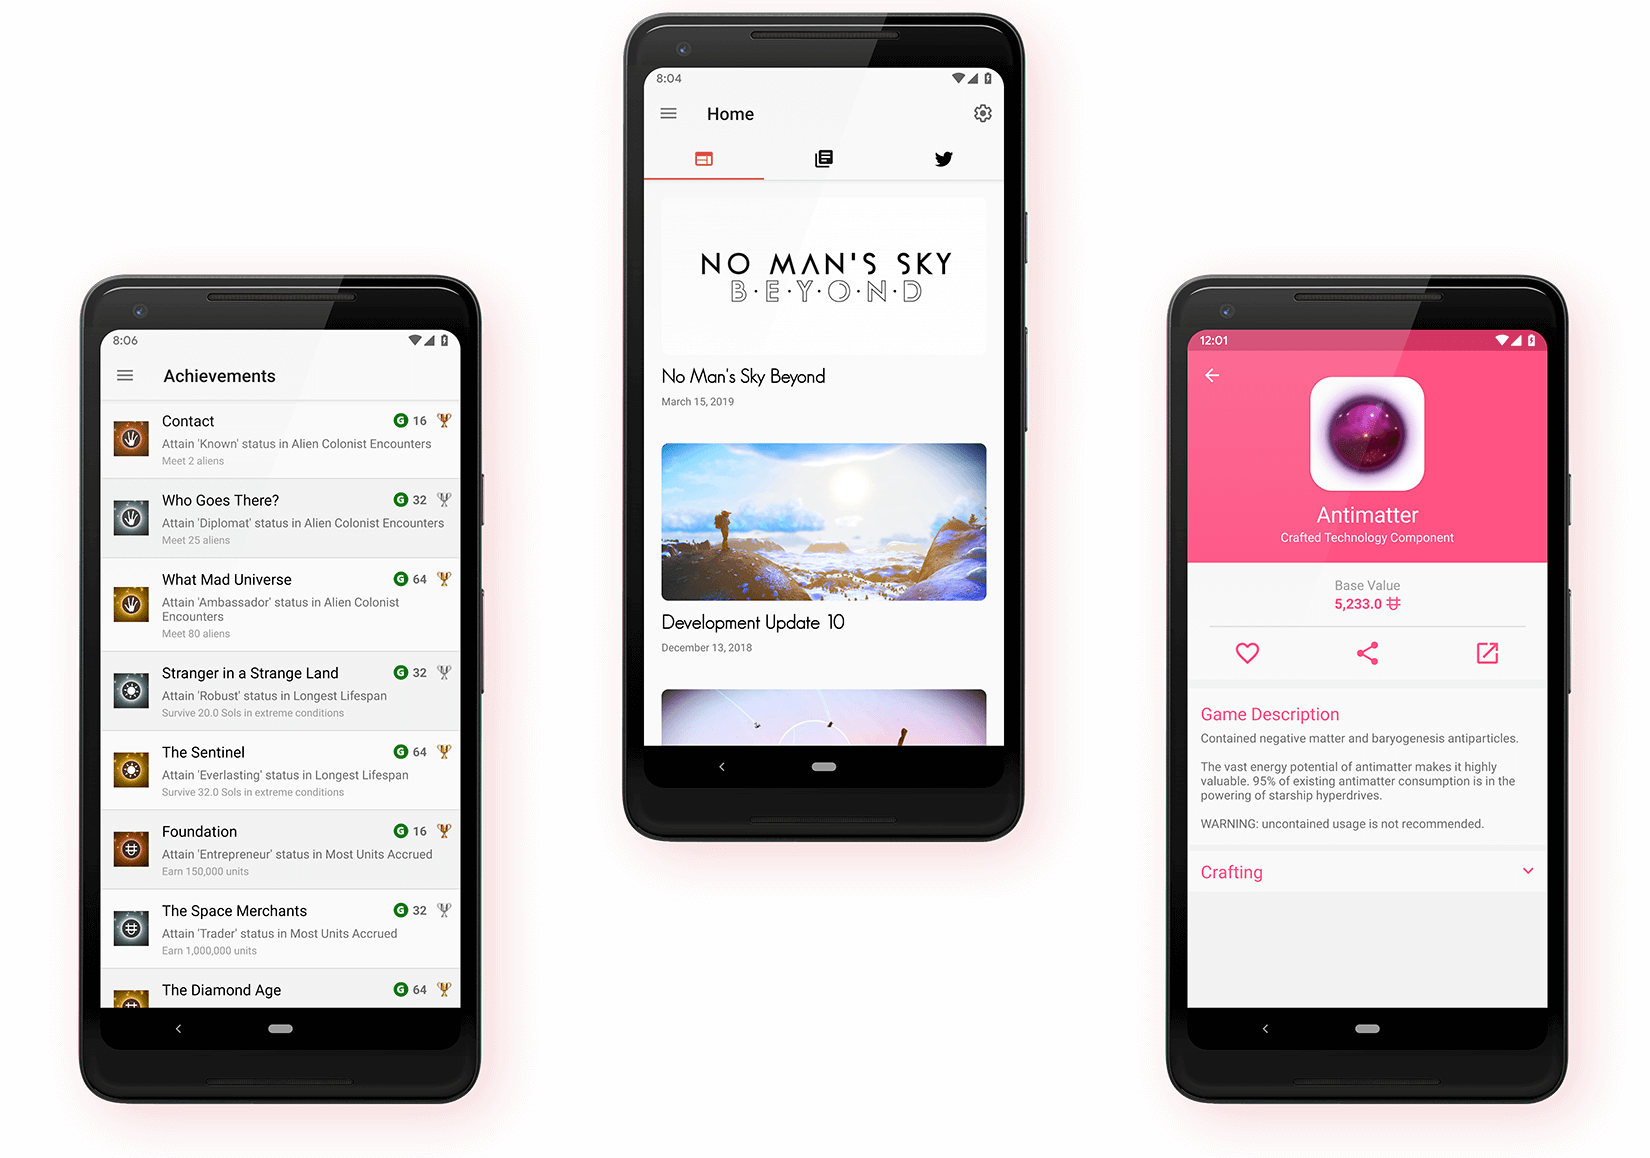 8:06
Achievements
Contact
G 16
Attain 'Known' status in Alien Colonist Encounters
Meet 2 aliens
Who Goes There?
G 32
Attain 'Diplomat' status in Alien Colonist Encounters
Meet 25 aliens
What Mad Universe
G 64
Attain 'Ambassador' status in Alien Colonist
Encounters
Meet 80 aliens
Stranger in a Strange Land
G 32
Attain 'Robust' status in Longest Lifespan
Survive 20.0 Sols in extreme conditions
The Sentinel
G 64
Attain 'Everlasting' status in Longest Lifespan
Survive 32.0 Sols in extreme conditions
Foundation
G 16
Attain 'Entrepreneur' status in Most Units Accrued
Earn 150,000 units
The Space Merchants
G 32
Attain 'Trader' status in Most Units Accrued
Earn 1,000,000 units
The Diamond Age
G 64
8:04
Home
NO MAN'S SKY
B·E·Y·O·N·D
No Man's Sky Beyond
March 15, 2019
Development Update 10
December 13, 2018
12:01
Antimatter
Crafted Technology Component
Base Value
5,233.0
Game Description
Contained negative matter and baryogenesis antiparticles.
The vast energy potential of antimatter makes it highly
valuable. 95% of existing antimatter consumption is in the
powering of starship hyperdrives.
WARNING: uncontained usage is not recommended.
Crafting